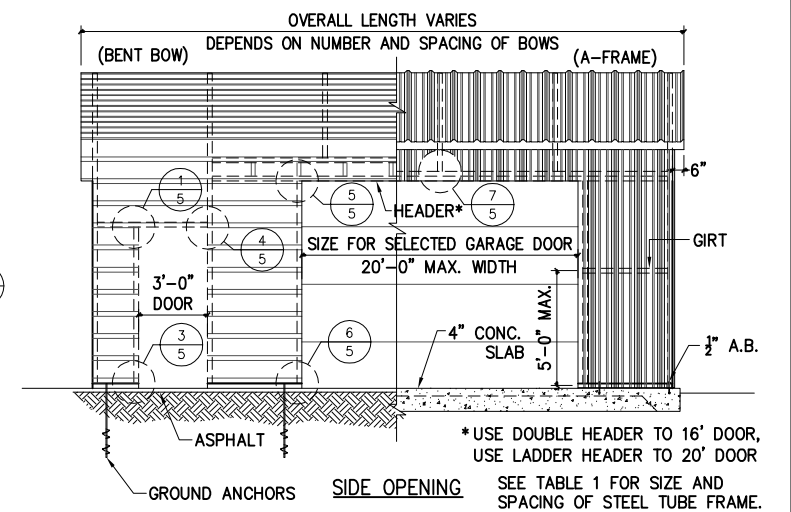 OVERALL LENGTH VARIES
DEPENDS ON NUMBER AND SPACING OF BOWS
(BENT BOW)
(A-FRAME)
6"
1
5
5
5
7
5
HEADER*
4
5
SIZE FOR SELECTED GARAGE DOOR
20'-0" MAX. WIDTH
GIRT
3'-0"
DOOR
5'-0" MAX.
3
5
6
5
4" CONC.
SLAB
½" A.B.
ASPHALT
GROUND ANCHORS
SIDE OPENING
* USE DOUBLE HEADER TO 16' DOOR,
USE LADDER HEADER TO 20' DOOR
SEE TABLE 1 FOR SIZE AND
SPACING OF STEEL TUBE FRAME.